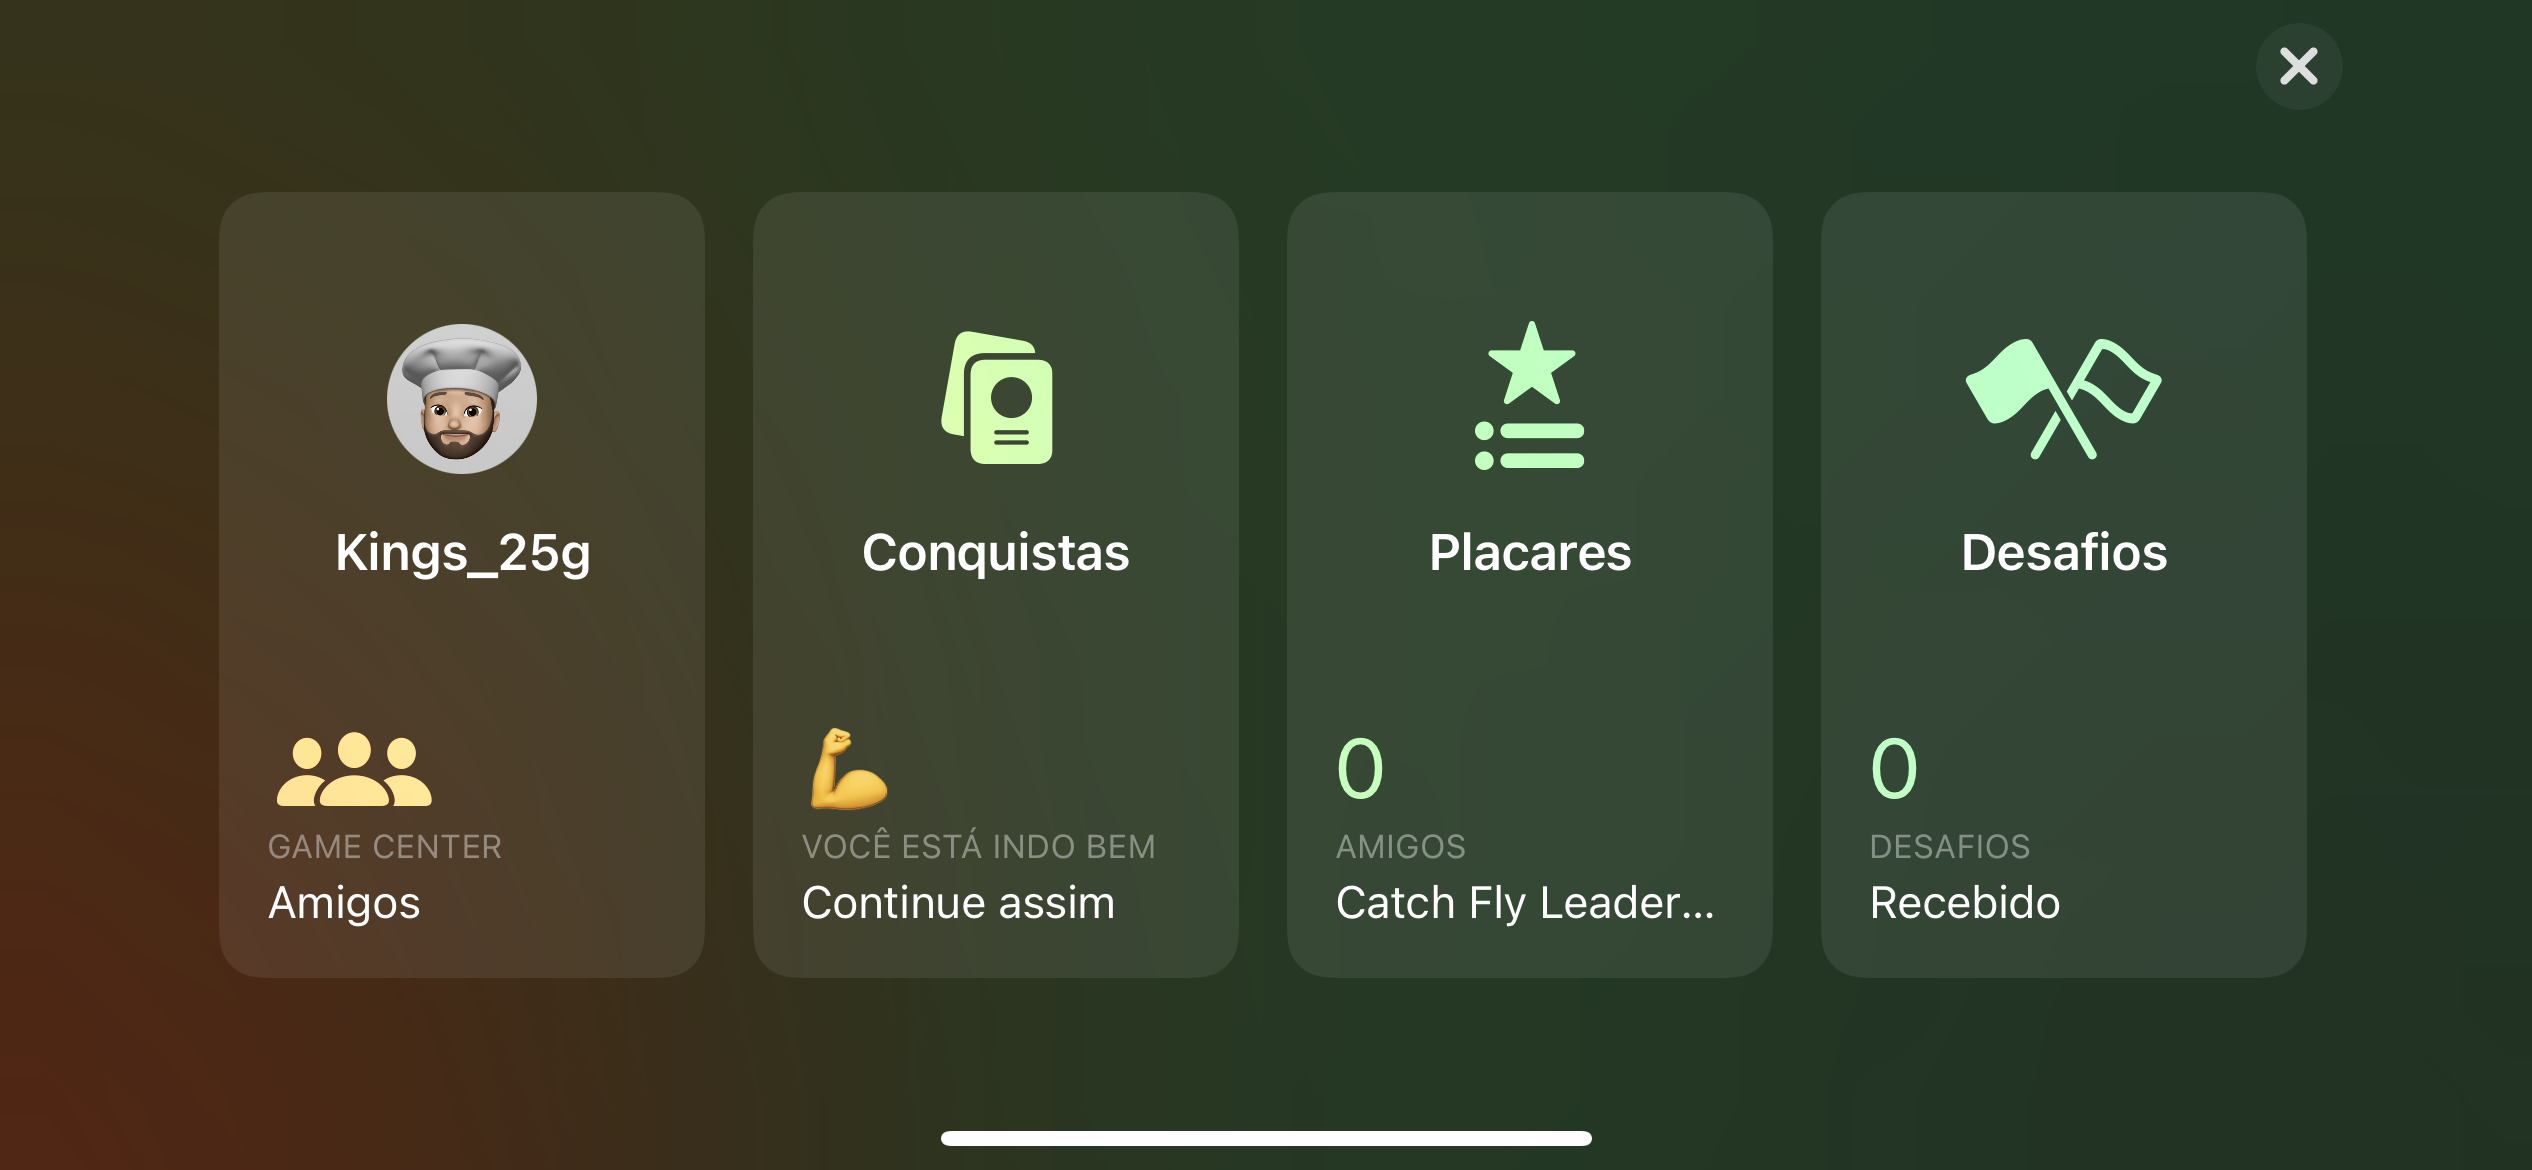 Kings_25g
GAME CENTER
Amigos
Conquistas
VOCÊ ESTÁ INDO BEM
Continue assim
Placares
0
AMIGOS
Catch Fly Leader...
Desafios
0
DESAFIOS
Recebido